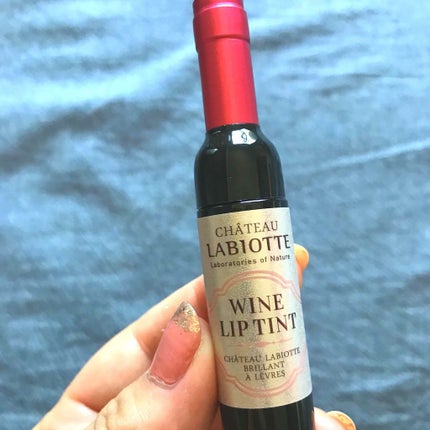 CHÂTEAU
LABIOTTE
Laboratories of Nature
WINE
LIP TINT
CHÂTEAU LABIOTTE
BRILLANT
À LÈVRES